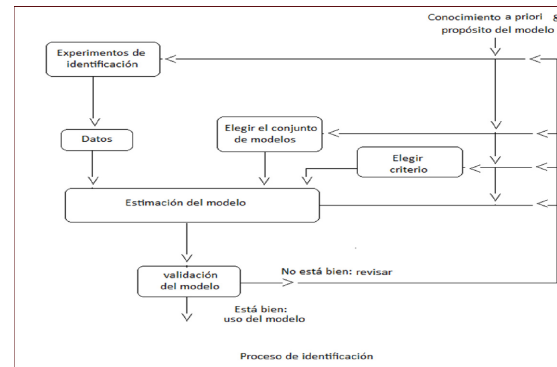 Conocimiento a priori
propósito del modelo
Experimentos de
identificación
Datos
Elegir el conjunto
de modelos
Elegir
criterio
Estimación del modelo
validación
del modelo
No está bien: revisar
Está bien:
uso del modelo
Proceso de identificación